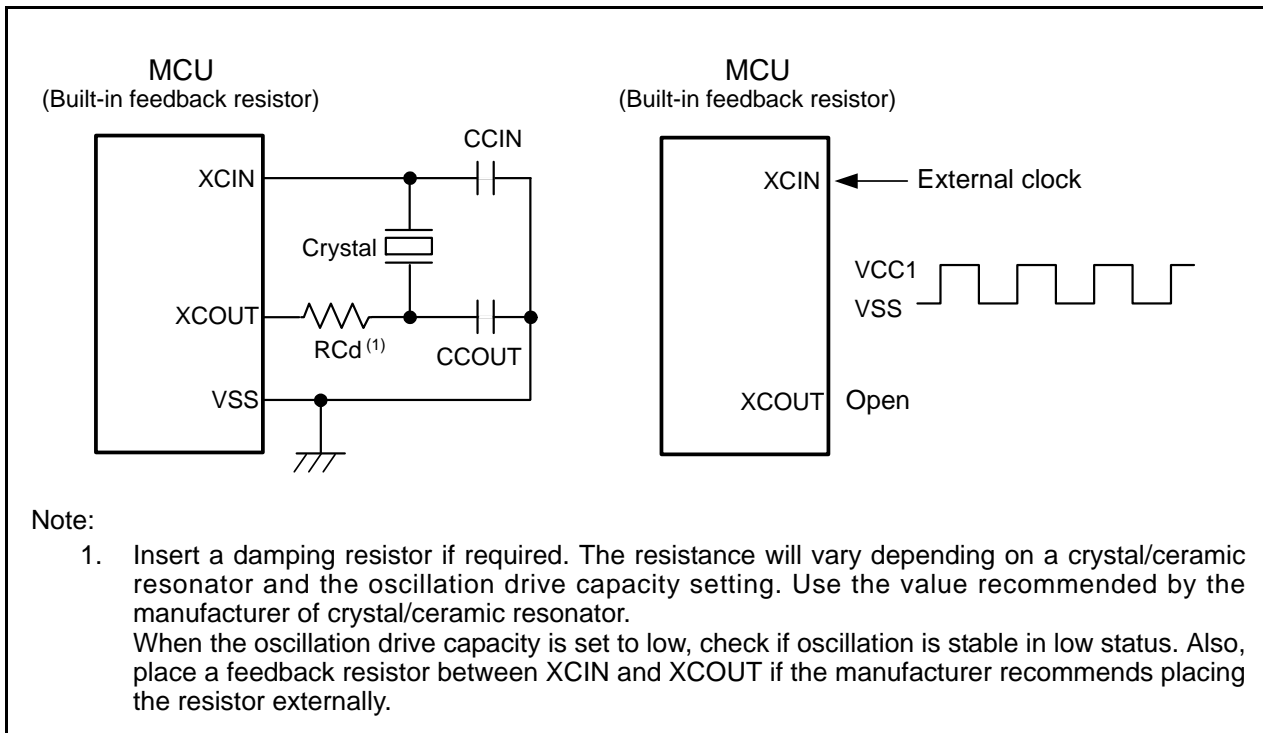 MCU
(Built-in feedback resistor)
XCIN
CCIN
Crystal
XCOUT
RCd (1)
CCOUT
VSS
MCU
(Built-in feedback resistor)
XCIN
External clock
VCC1
VSS
XCOUT
Open
Note:
1. Insert a damping resistor if required. The resistance will vary depending on a crystal/ceramic
resonator and the oscillation drive capacity setting. Use the value recommended by the
manufacturer of crystal/ceramic resonator.
When the oscillation drive capacity is set to low, check if oscillation is stable in low status. Also,
place a feedback resistor between XCIN and XCOUT if the manufacturer recommends placing
the resistor externally.